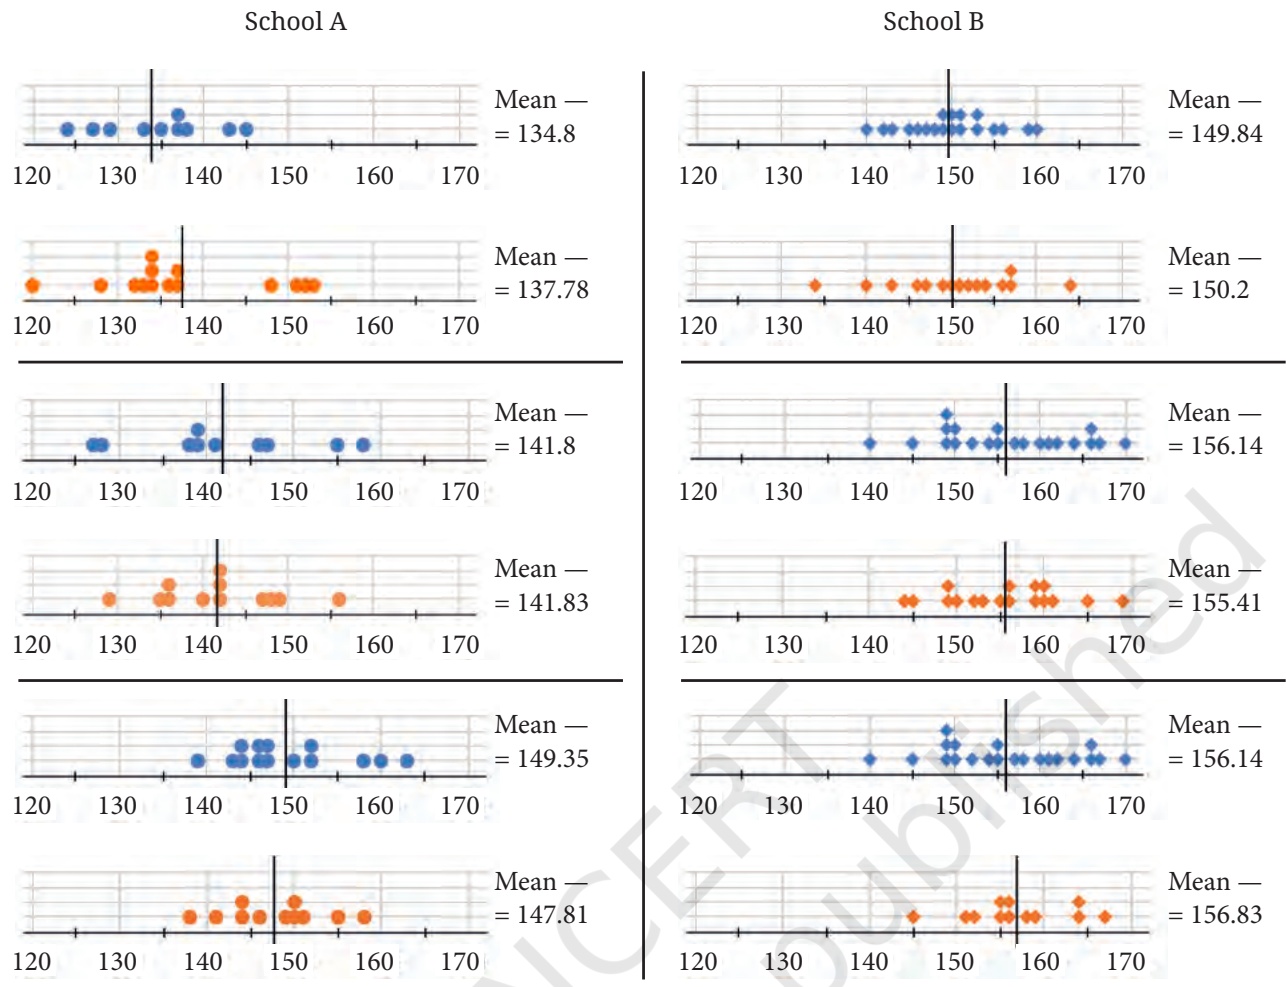 School A
School B
Mean —
= 134.8
120 130 140 150 160 170
Mean —
= 149.84
120 130 140 150 160 170
Mean —
= 137.78
120 130 140 150 160 170
Mean —
= 150.2
120 130 140 150 160 170
Mean —
= 141.8
120 130 140 150 160 170
Mean —
= 156.14
120 130 140 150 160 170
Mean —
= 141.83
120 130 140 150 160 170
Mean —
= 155.41
120 130 140 150 160 170
Mean —
= 149.35
120 130 140 150 160 170
Mean —
= 156.14
120 130 140 150 160 170
Mean —
= 147.81
120 130 140 150 160 170
Mean —
= 156.83
120 130 140 150 160 170
NCERT
published